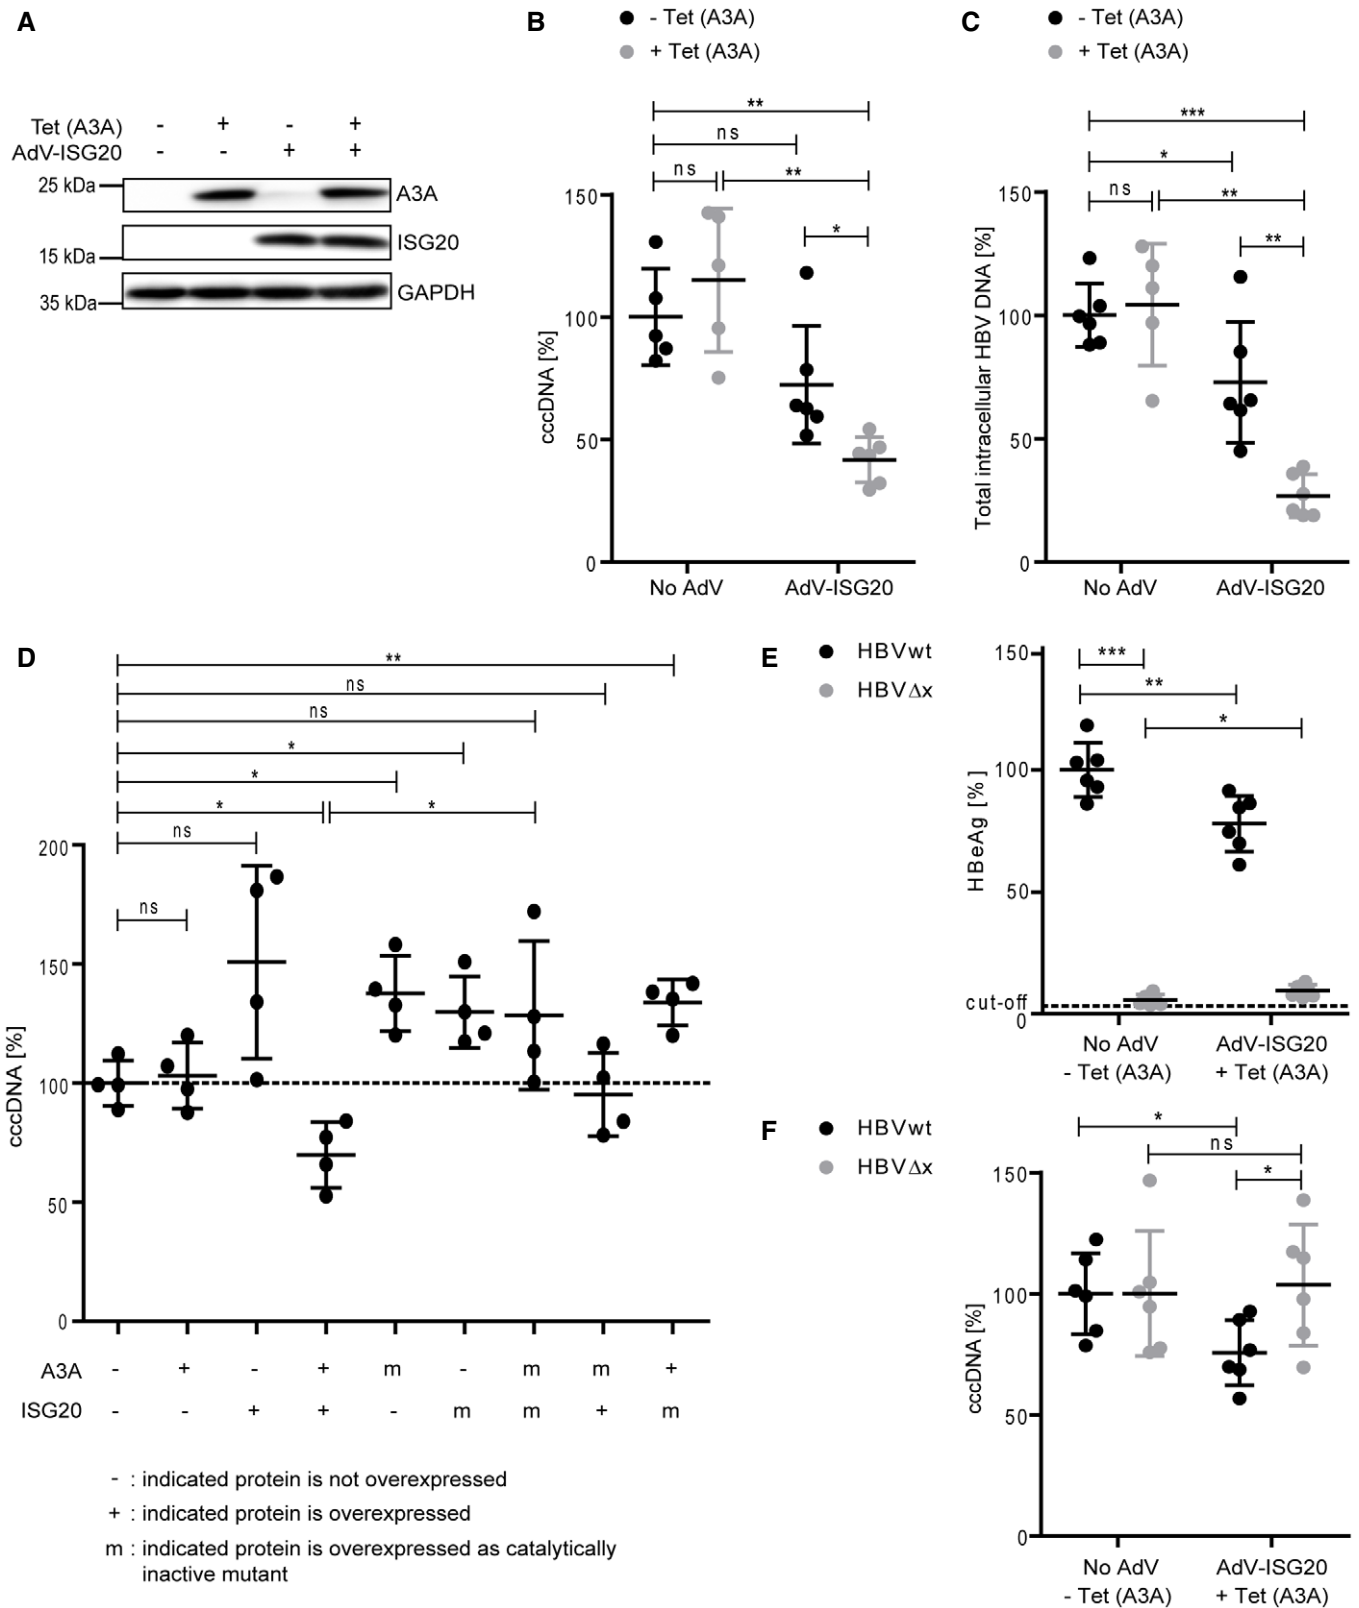 A
Tet (A3A) - + - +
AdV-ISG20 - - + +
25 kDa
A3A
15 kDa
ISG20
35 kDa
GAPDH
B
- Tet (A3A)
+ Tet (A3A)
**
ns
ns
**
*
150
100
50
0
cccDNA [%]
No AdV
AdV-ISG20
C
- Tet (A3A)
+ Tet (A3A)
***
*
ns
**
**
150
100
50
0
Total intracellular HBV DNA [%]
No AdV
AdV-ISG20
D
**
ns
ns
*
*
*
*
ns
ns
200
150
100
50
0
cccDNA [%]
A3A - + - + m - m m +
ISG20 - - + + - m m + m
- : indicated protein is not overexpressed
+ : indicated protein is overexpressed
m : indicated protein is overexpressed as catalytically
inactive mutant
E
HBVwt
HBVΔx
***
**
*
150
100
50
cut-off
0
HBeAg [%]
No AdV
- Tet (A3A)
AdV-ISG20
+ Tet (A3A)
F
HBVwt
HBVΔx
*
ns
*
150
100
50
0
cccDNA [%]
No AdV
- Tet (A3A)
AdV-ISG20
+ Tet (A3A)